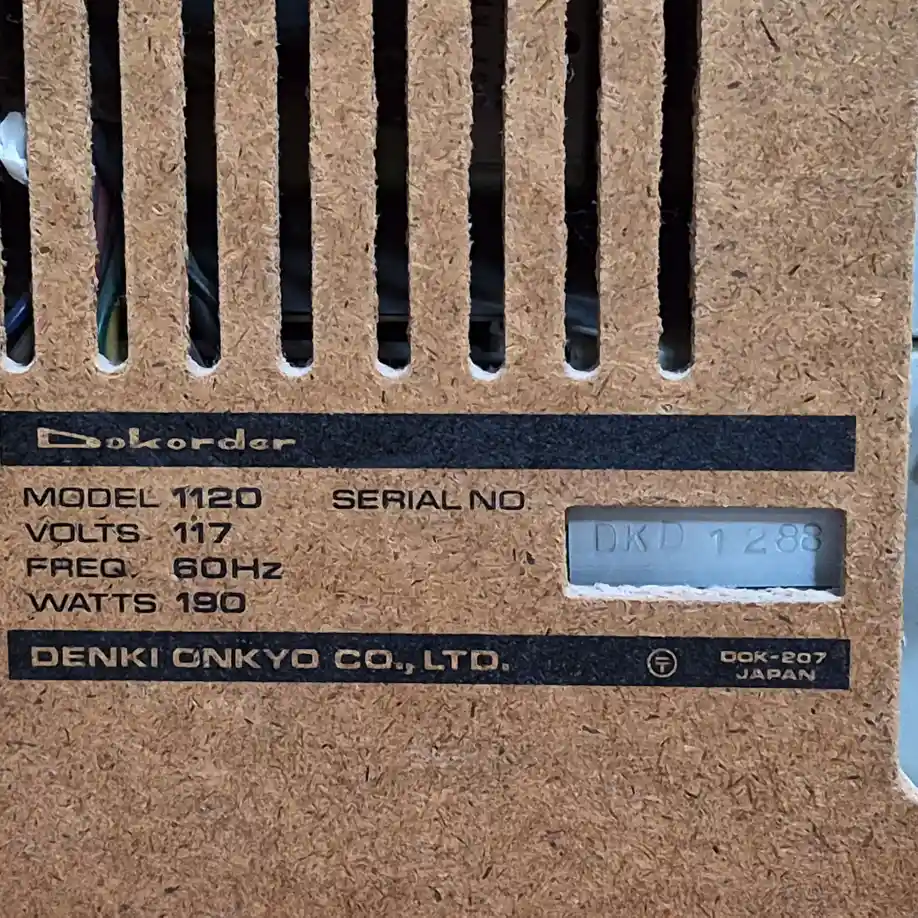 Dokorder
MODEL 1120 SERIAL NO.
DKD 1288
VOLTS 117
FREQ. 60Hz
WATTS 190
DENKI ONKYO CO., LTD.
DOK-207
JAPAN